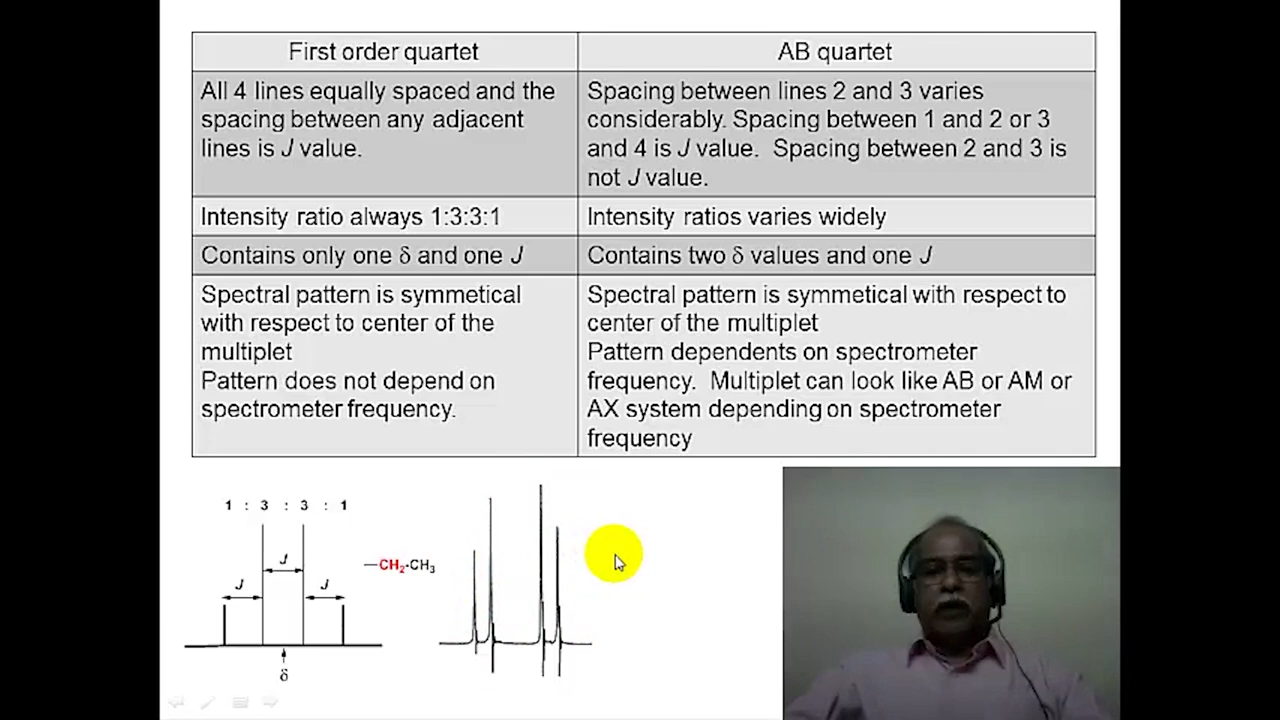 First order quartet
AB quartet
All 4 lines equally spaced and the
spacing between any adjacent
lines is J value.
Spacing between lines 2 and 3 varies
considerably. Spacing between 1 and 2 or 3
and 4 is J value. Spacing between 2 and 3 is
not J value.
Intensity ratio always 1:3:3:1
Intensity ratios varies widely
Contains only one δ and one J
Contains two δ values and one J
Spectral pattern is symmetical
with respect to center of the
multiplet
Pattern does not depend on
spectrometer frequency.
Spectral pattern is symmetical with respect to
center of the multiplet
Pattern dependents on spectrometer
frequency. Multiplet can look like AB or AM or
AX system depending on spectrometer
frequency
1 : 3 : 3 : 1
J
J
J
—CH₂-CH₃
δ